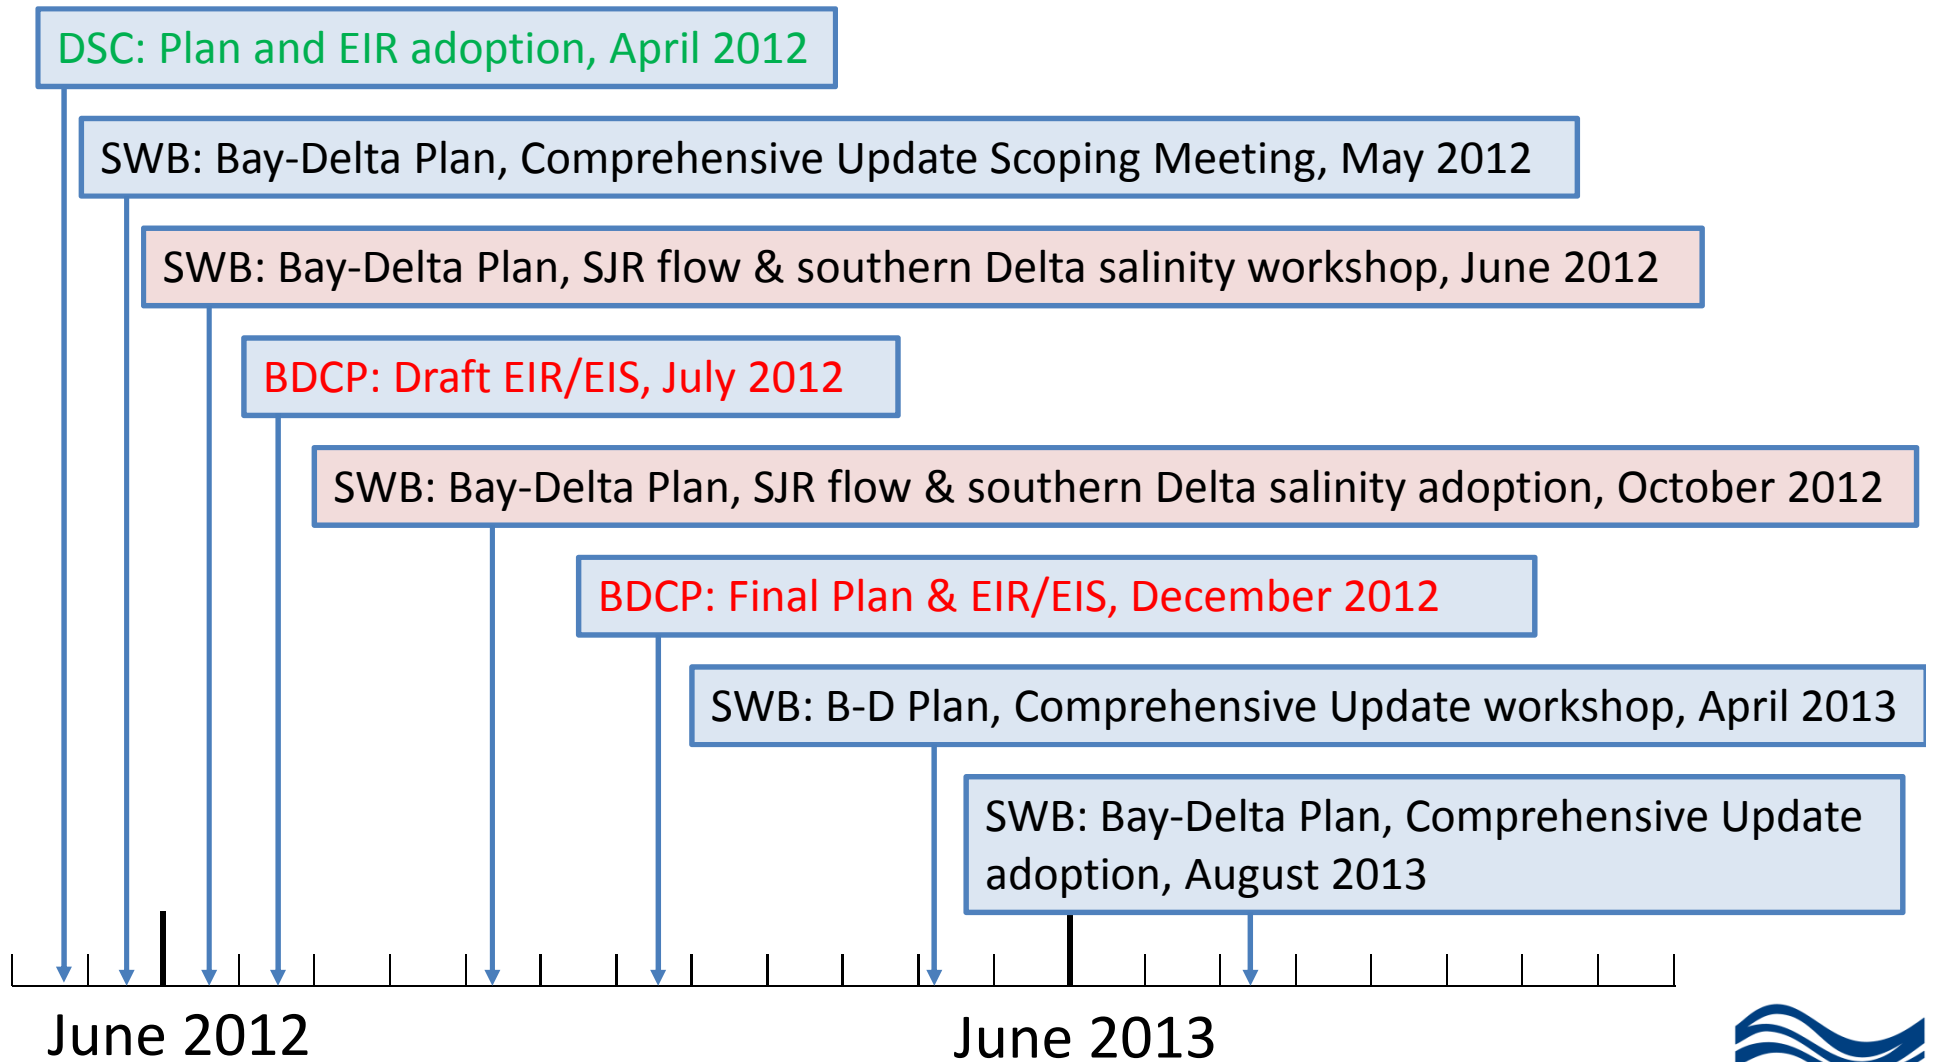 DSC: Plan and EIR adoption, April 2012
SWB: Bay-Delta Plan, Comprehensive Update Scoping Meeting, May 2012
SWB: Bay-Delta Plan, SJR flow & southern Delta salinity workshop, June 2012
BDCP: Draft EIR/EIS, July 2012
SWB: Bay-Delta Plan, SJR flow & southern Delta salinity adoption, October 2012
BDCP: Final Plan & EIR/EIS, December 2012
SWB: B-D Plan, Comprehensive Update workshop, April 2013
SWB: Bay-Delta Plan, Comprehensive Update
adoption, August 2013
June 2012
June 2013